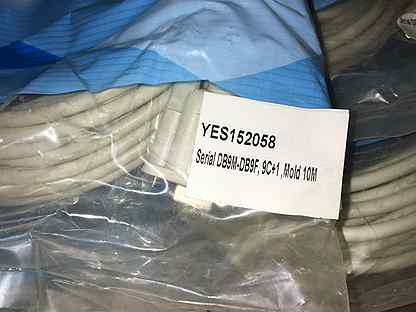 YES152058
Serial DB9M-DB9F, 9C+1, Mold 10M